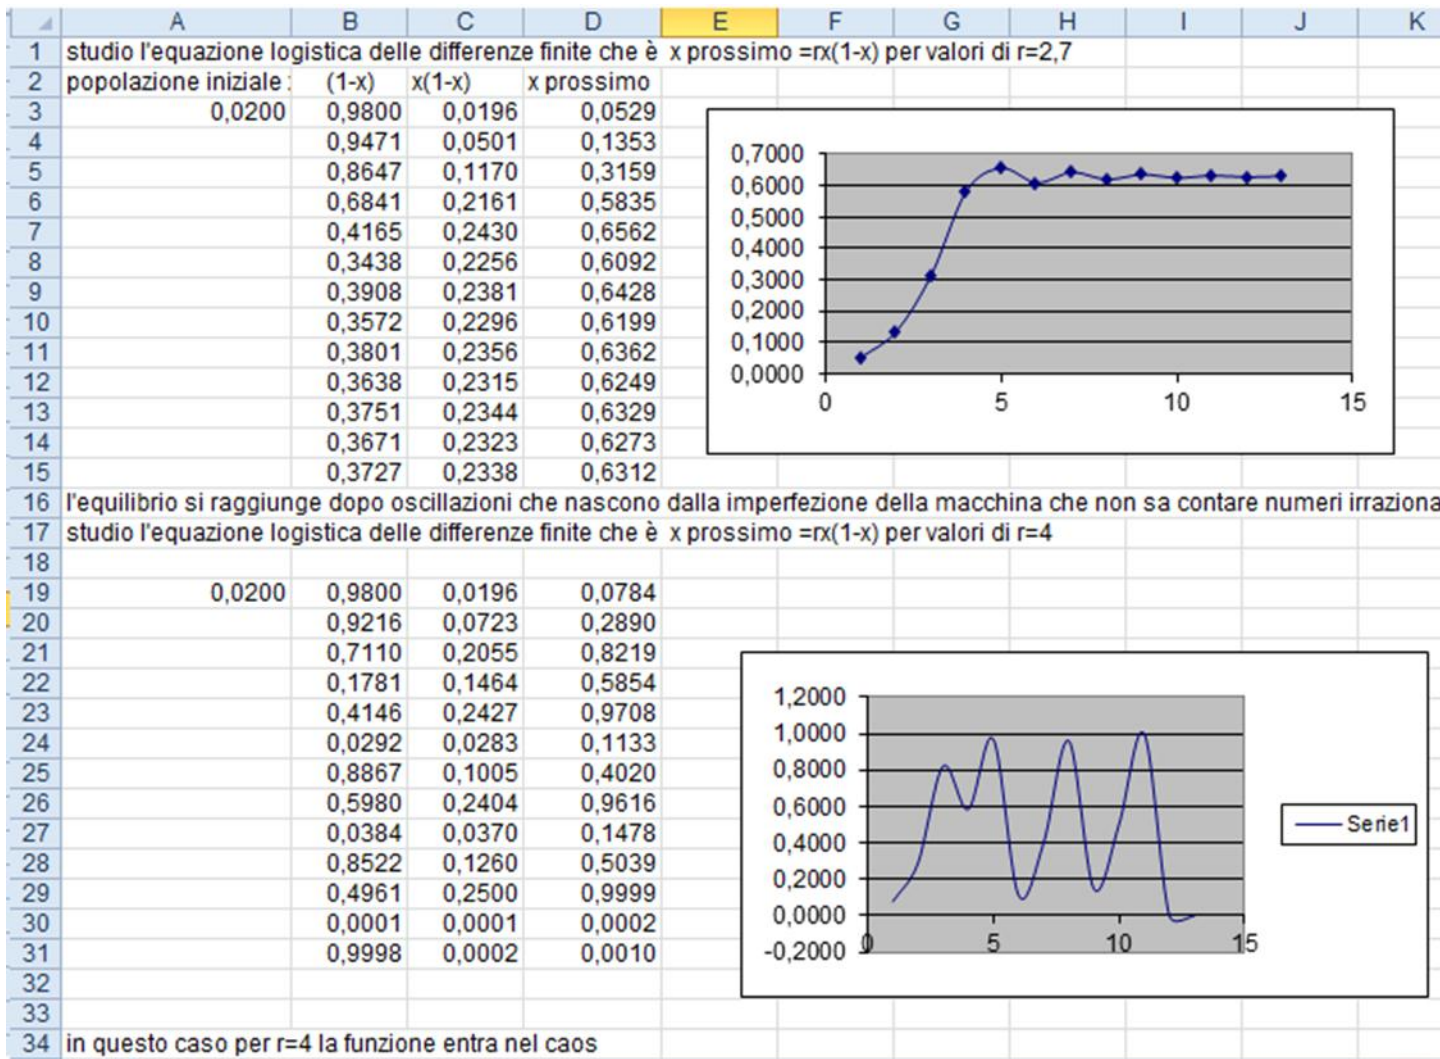 A B C D E F G H I J K
1 studio l'equazione logistica delle differenze finite che è x prossimo =rx(1-x) per valori di r=2,7
2 popolazione iniziale (1-x) x(1-x) x prossimo
3 0,0200 0,9800 0,0196 0,0529
4 0,9471 0,0501 0,1353
5 0,8647 0,1170 0,3159
6 0,6841 0,2161 0,5835
7 0,4165 0,2430 0,6562
8 0,3438 0,2256 0,6092
9 0,3908 0,2381 0,6428
10 0,3572 0,2296 0,6199
11 0,3801 0,2356 0,6362
12 0,3638 0,2315 0,6249
13 0,3751 0,2344 0,6329
14 0,3671 0,2323 0,6273
15 0,3727 0,2338 0,6312
0,7000
0,6000
0,5000
0,4000
0,3000
0,2000
0,1000
0,0000
0 5 10 15
16 l'equilibrio si raggiunge dopo oscillazioni che nascono dalla imperfezione della macchina che non sa contare numeri irraziona
17 studio l'equazione logistica delle differenze finite che è x prossimo =rx(1-x) per valori di r=4
18
19 0,0200 0,9800 0,0196 0,0784
20 0,9216 0,0723 0,2890
21 0,7110 0,2055 0,8219
22 0,1781 0,1464 0,5854
23 0,4146 0,2427 0,9708
24 0,0292 0,0283 0,1133
25 0,8867 0,1005 0,4020
26 0,5980 0,2404 0,9616
27 0,0384 0,0370 0,1478
28 0,8522 0,1260 0,5039
29 0,4961 0,2500 0,9999
30 0,0001 0,0001 0,0002
31 0,9998 0,0002 0,0010
32
33
1,2000
1,0000
0,8000
0,6000
0,4000
0,2000
0,0000
-0,2000
0 5 10 15
Serie1
34 in questo caso per r=4 la funzione entra nel caos